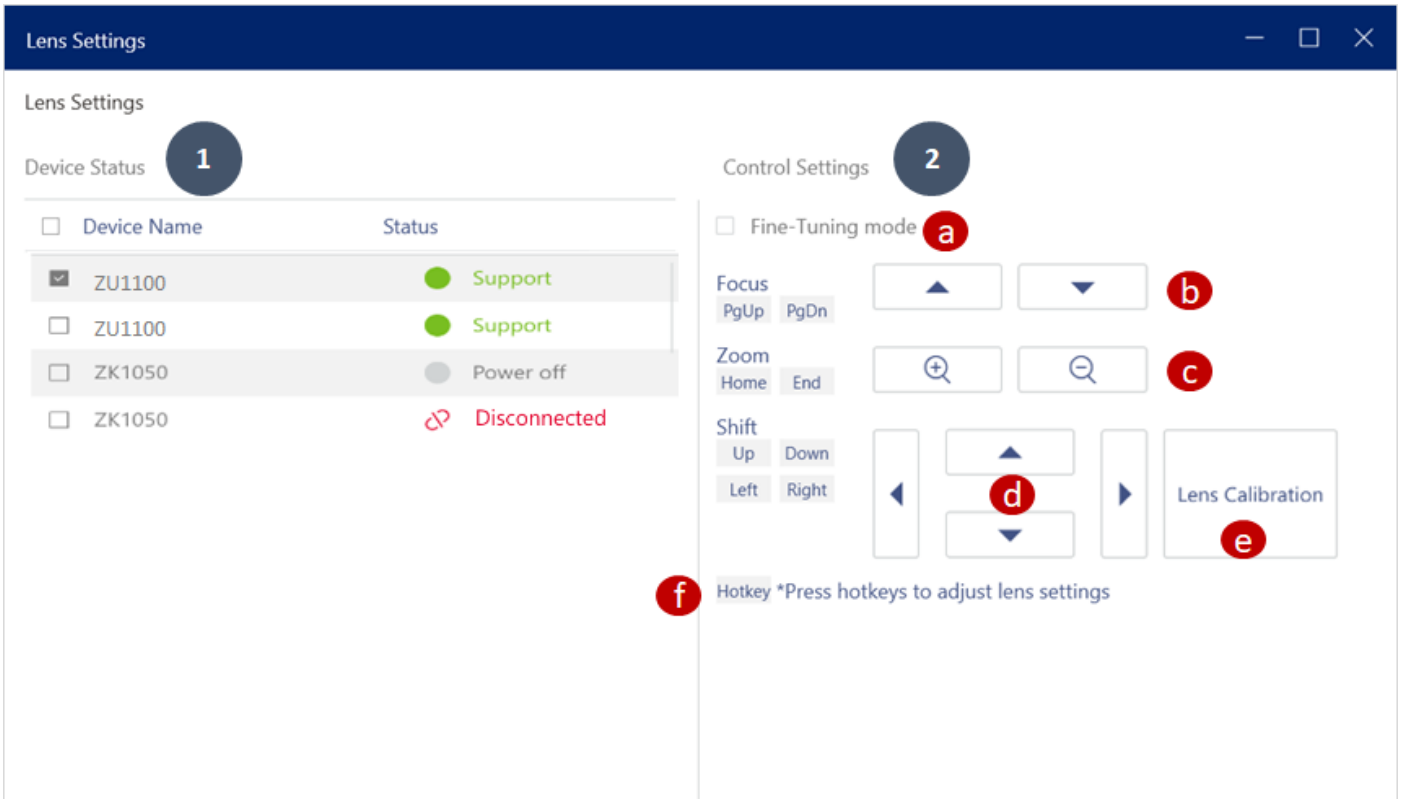 Lens Settings
Lens Settings
Device Status 1
Device Name Status
ZU1100 Support
ZU1100 Support
ZK1050 Power off
ZK1050 Disconnected
Control Settings 2
Fine-Tuning mode a
Focus
PgUp PgDn
b
Zoom
Home End
c
Shift
Up Down
Left Right
d
Lens Calibration
e
f Hotkey *Press hotkeys to adjust lens settings